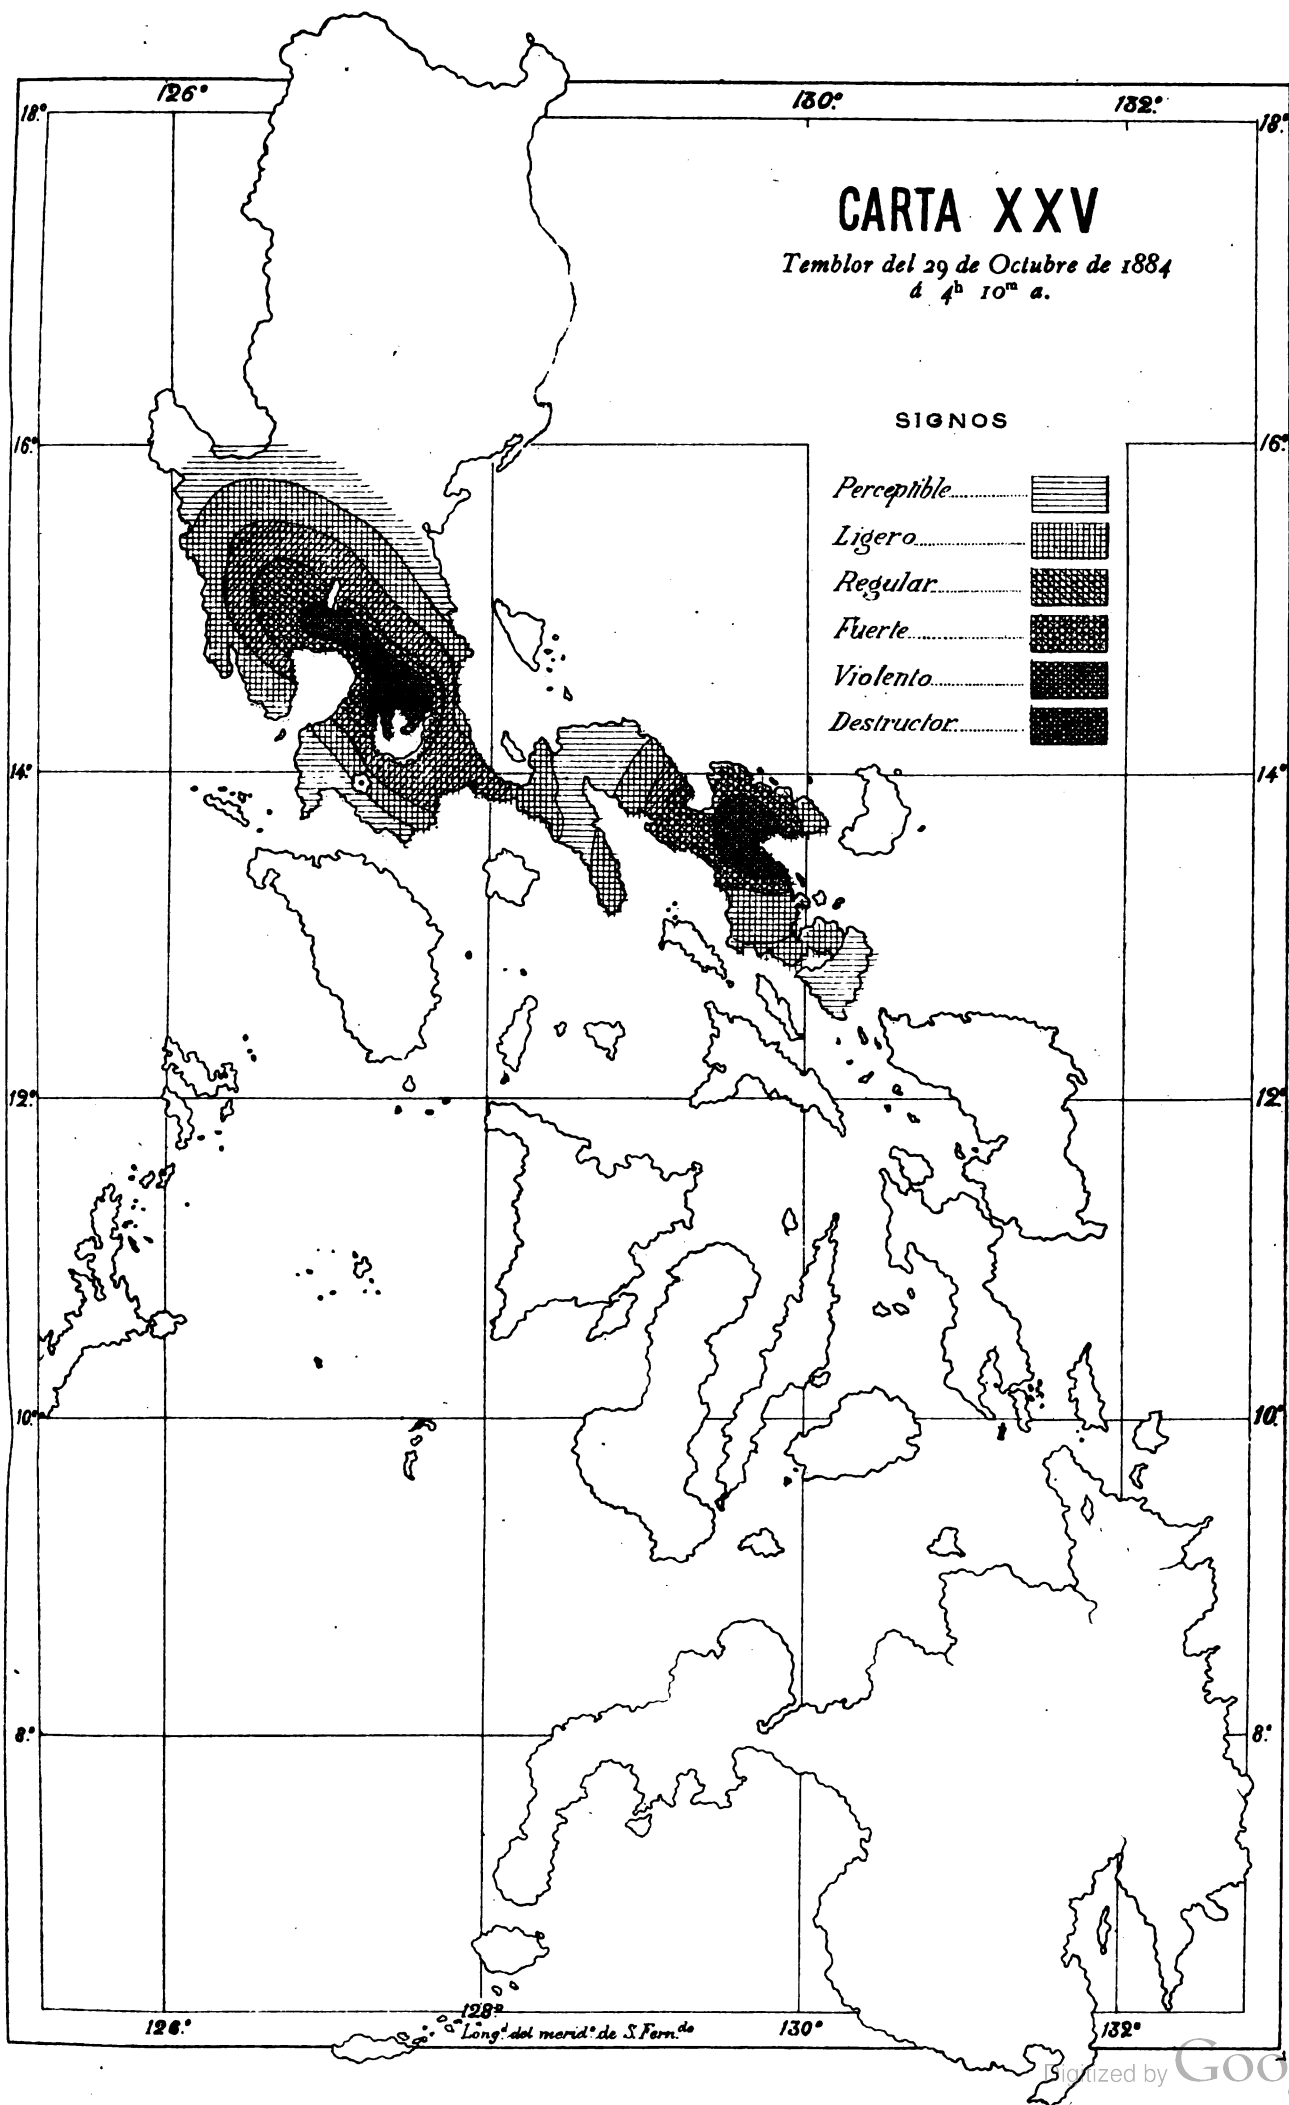 126.° 130.° 132.°
18.° 18.°
CARTA XXV
Temblor del 29 de Octubre de 1884
á 4h 10m a.
SIGNOS
16.° 16.°
Perceptible
Ligero
Regular
Fuerte
Violento
Destructor
14.° 14.°
12.° 12.°
10.° 10.°
8.° 8.°
128.°
126.° Long.d del merid.o de S. Fern.do 130.° 132.°
Digitized by Goo